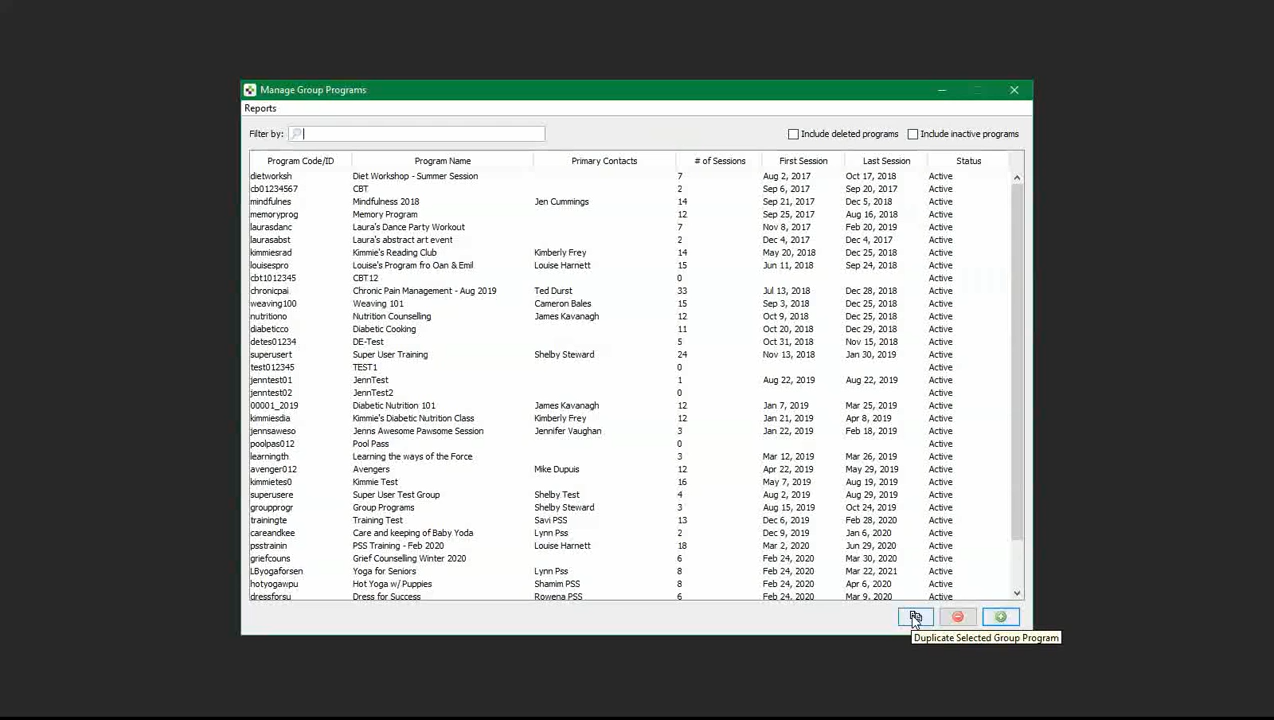 Manage Group Programs
Reports
Filter by: Include deleted programs Include inactive programs
Program Code/ID Program Name Primary Contacts # of Sessions First Session Last Session Status
dietworksh Diet Workshop - Summer Session 7 Aug 2, 2017 Oct 17, 2018 Active
cb01234567 CBT 2 Sep 6, 2017 Sep 20, 2017 Active
mindfulnes Mindfulness 2018 Jen Cummings 14 Sep 21, 2017 Dec 5, 2018 Active
memoryprog Memory Program 12 Sep 25, 2017 Aug 16, 2018 Active
laurasdanc Laura's Dance Party Workout 7 Nov 8, 2017 Feb 20, 2019 Active
laurasabst Laura's abstract art event 2 Dec 4, 2017 Dec 4, 2017 Active
kimmiesrad Kimmie's Reading Club Kimberly Frey 14 May 20, 2018 Dec 25, 2018 Active
louisespro Louise's Program fro Oan & Emil Louise Harnett 15 Jun 11, 2018 Sep 24, 2018 Active
cbt1012345 CBT12 0 Active
chronicpai Chronic Pain Management - Aug 2019 Ted Durst 33 Jul 13, 2018 Dec 28, 2018 Active
weaving100 Weaving 101 Cameron Bales 15 Sep 3, 2018 Dec 25, 2018 Active
nutritiono Nutrition Counselling James Kavanagh 12 Oct 9, 2018 Dec 25, 2018 Active
diabeticco Diabetic Cooking 11 Oct 20, 2018 Dec 29, 2018 Active
detes01234 DE-Test 5 Oct 31, 2018 Nov 15, 2018 Active
superusert Super User Training Shelby Steward 24 Nov 13, 2018 Jan 30, 2019 Active
test012345 TEST1 0 Active
jenntest01 JennTest 1 Aug 22, 2019 Aug 22, 2019 Active
jenntest02 JennTest2 0 Active
00001_2019 Diabetic Nutrition 101 James Kavanagh 12 Jan 7, 2019 Mar 25, 2019 Active
kimmiesdia Kimmie's Diabetic Nutrition Class Kimberly Frey 12 Jan 21, 2019 Apr 8, 2019 Active
jennsaweso Jenns Awesome Pawsome Session Jennifer Vaughan 3 Jan 22, 2019 Feb 18, 2019 Active
poolpas012 Pool Pass 0 Active
learningth Learning the ways of the Force 3 Mar 12, 2019 Mar 26, 2019 Active
avenger012 Avengers Mike Dupuis 12 Apr 22, 2019 May 29, 2019 Active
kimmietes0 Kimmie Test 16 May 7, 2019 Aug 19, 2019 Active
superusere Super User Test Group Shelby Test 4 Aug 2, 2019 Aug 29, 2019 Active
groupprogr Group Programs Shelby Steward 3 Aug 15, 2019 Oct 24, 2019 Active
trainingte Training Test Savi PSS 13 Dec 6, 2019 Feb 28, 2020 Active
careandkee Care and keeping of Baby Yoda Lynn Pss 2 Dec 9, 2019 Jan 6, 2020 Active
psstrainin PSS Training - Feb 2020 Louise Harnett 18 Mar 2, 2020 Jun 29, 2020 Active
griefcouns Grief Counselling Winter 2020 6 Feb 24, 2020 Mar 30, 2020 Active
LByogaforsen Yoga for Seniors Lynn Pss 8 Feb 24, 2020 Mar 22, 2021 Active
hotyogawpu Hot Yoga w/ Puppies Shamim PSS 8 Feb 24, 2020 Apr 6, 2020 Active
dressforsu Dress for Success Rowena PSS 6 Feb 24, 2020 Mar 9, 2020 Active
Duplicate Selected Group Program